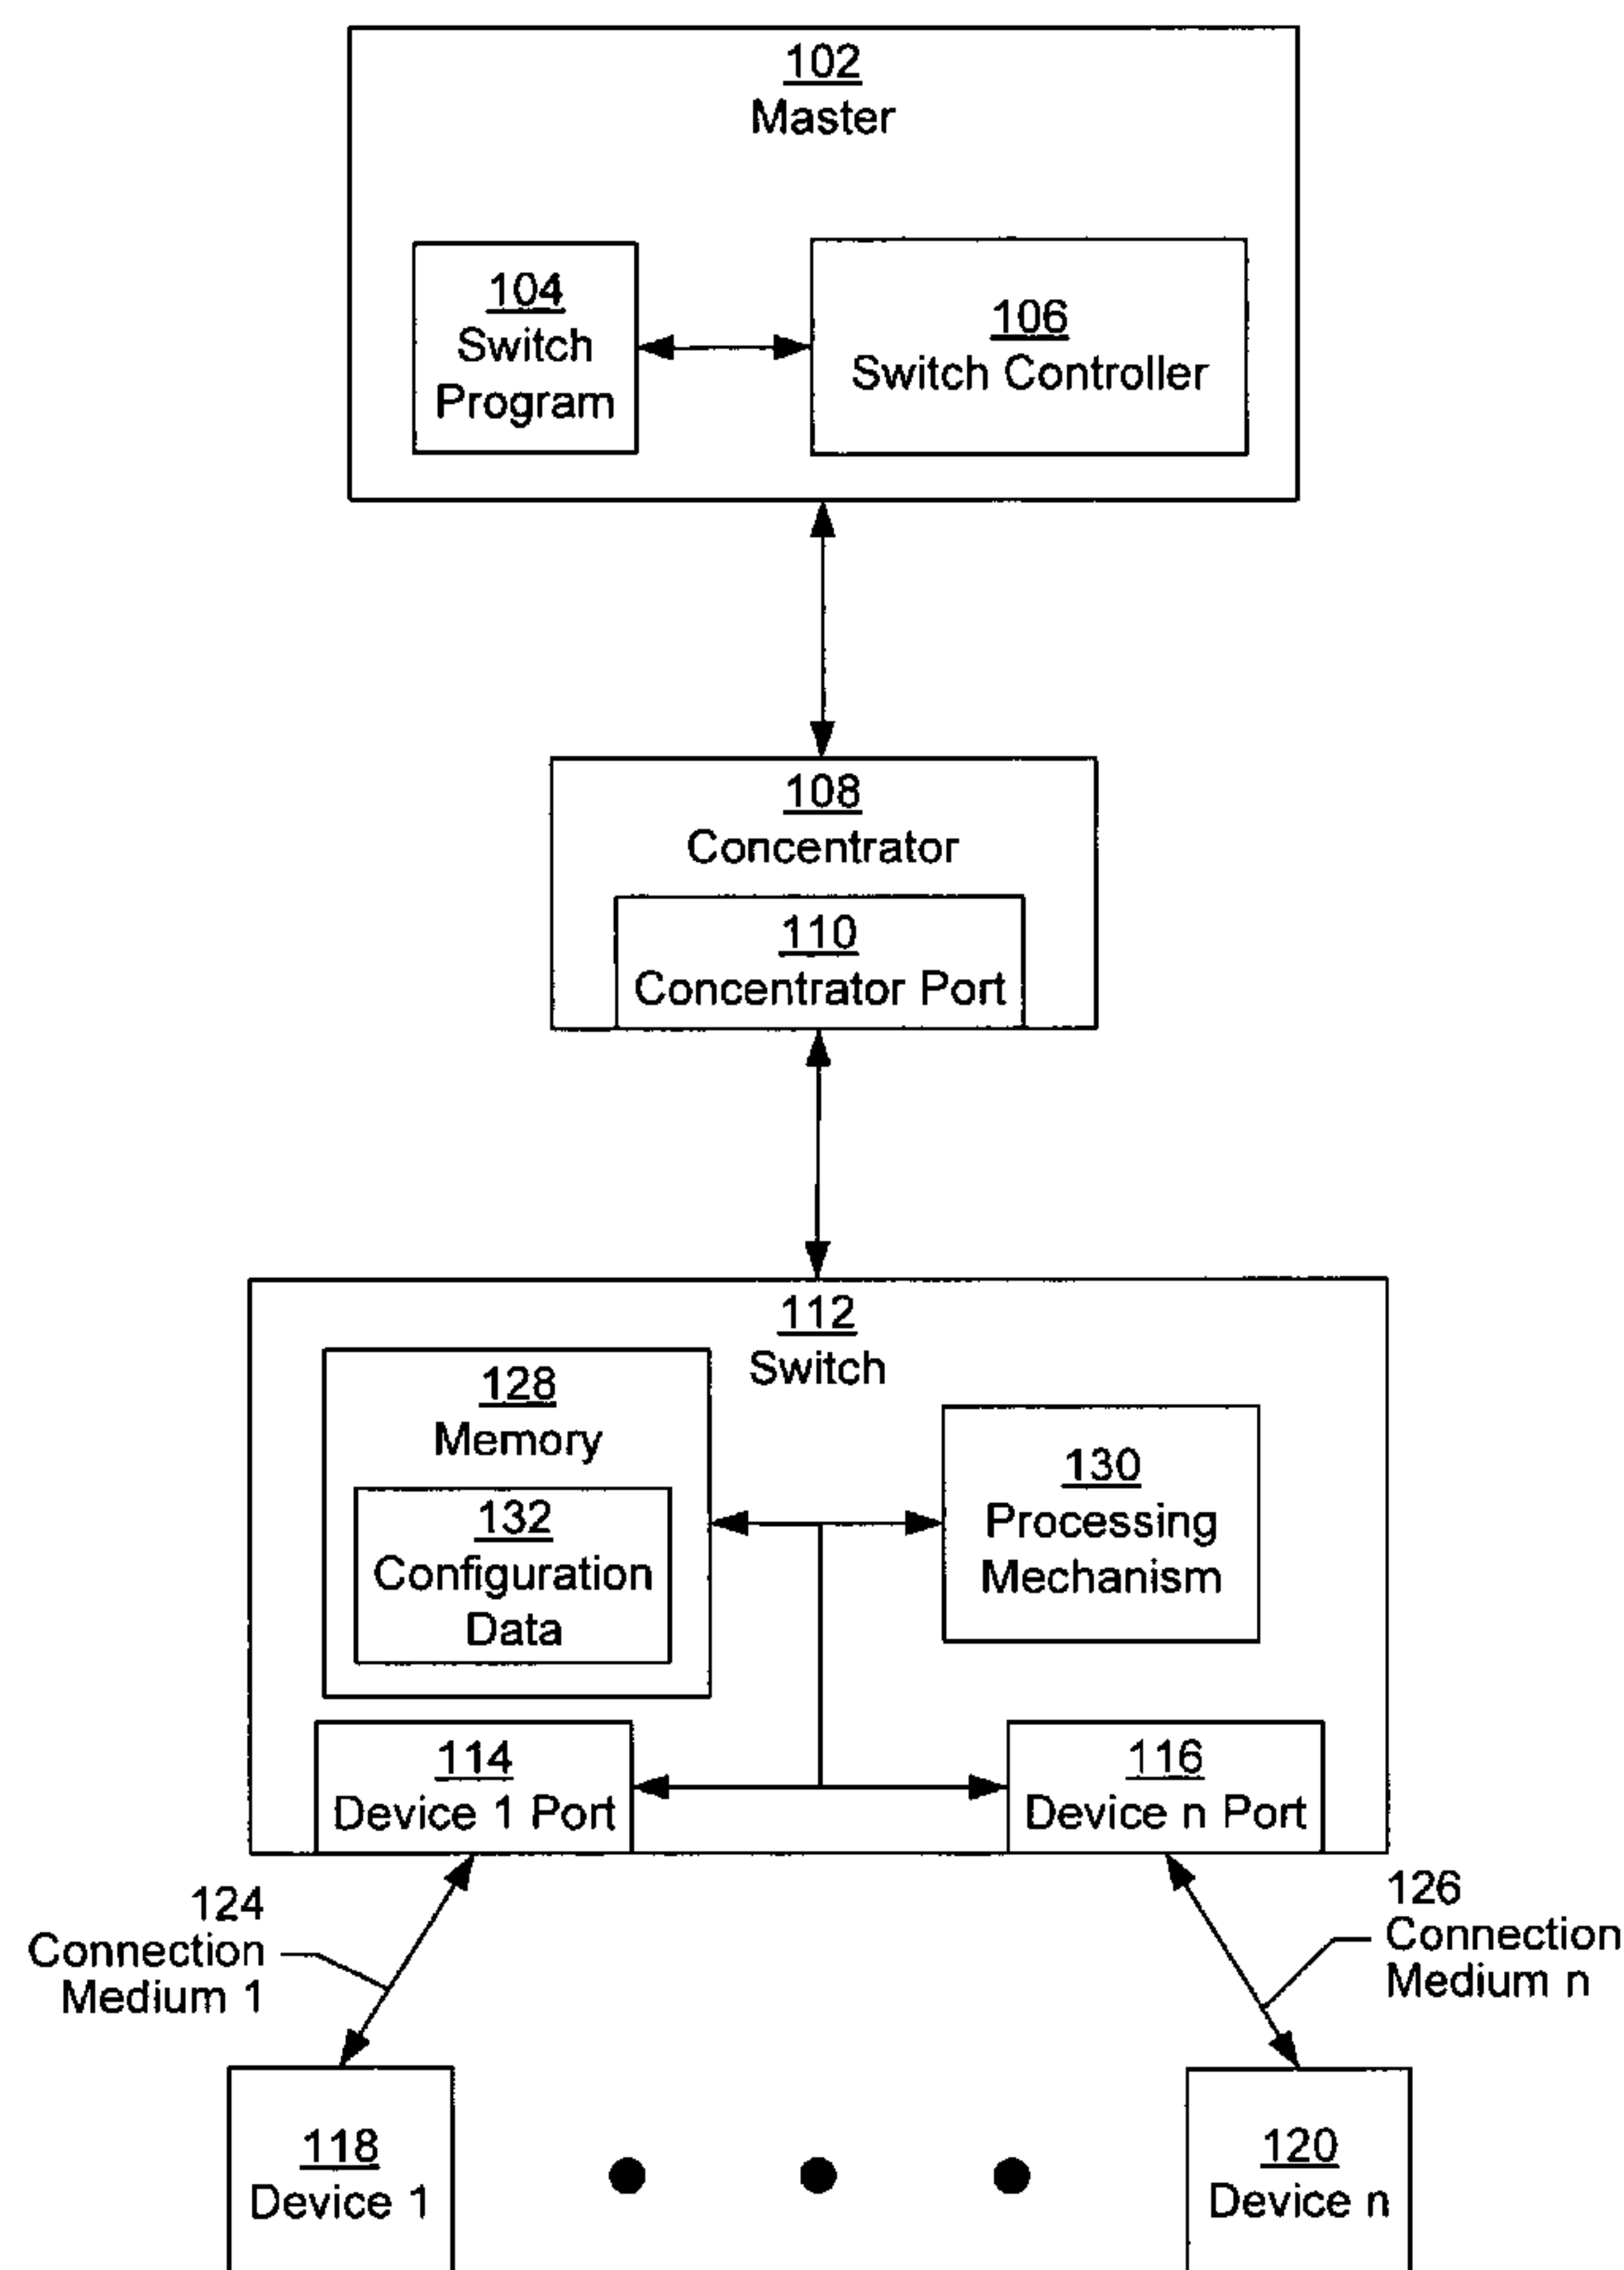 102
Master
104
Switch
Program
106
Switch Controller
108
Concentrator
110
Concentrator Port
112
Switch
128
Memory
132
Configuration
Data
130
Processing
Mechanism
114
Device 1 Port
116
Device n Port
124
Connection
Medium 1
126
Connection
Medium n
118
Device 1
120
Device n